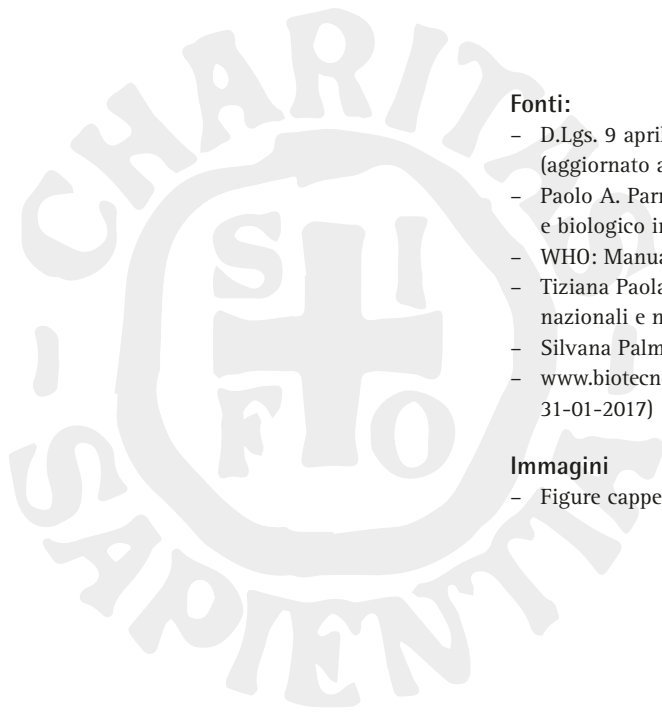 CHARITAS
SAPIENTIA
S I
F O
Fonti:
– D.Lgs. 9 april
(aggiornato a
– Paolo A. Parr
e biologico in
– WHO: Manua
– Tiziana Paola
nazionali e n
– Silvana Palm
– www.biotecn
31-01-2017)
Immagini
– Figure cappe